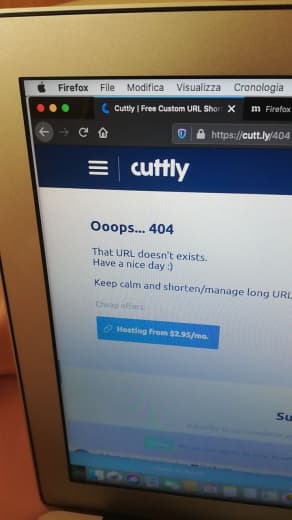 Firefox File Modifica Visualizza Cronologia
Cuttly | Free Custom URL Shor X m Firefox
https://cutt.ly/404
cuttly
Ooops... 404
That URL doesn't exists.
Have a nice day :)
Keep calm and shorten/manage long URL
Cheap offers
Hosting from $2.95/mo.
Su